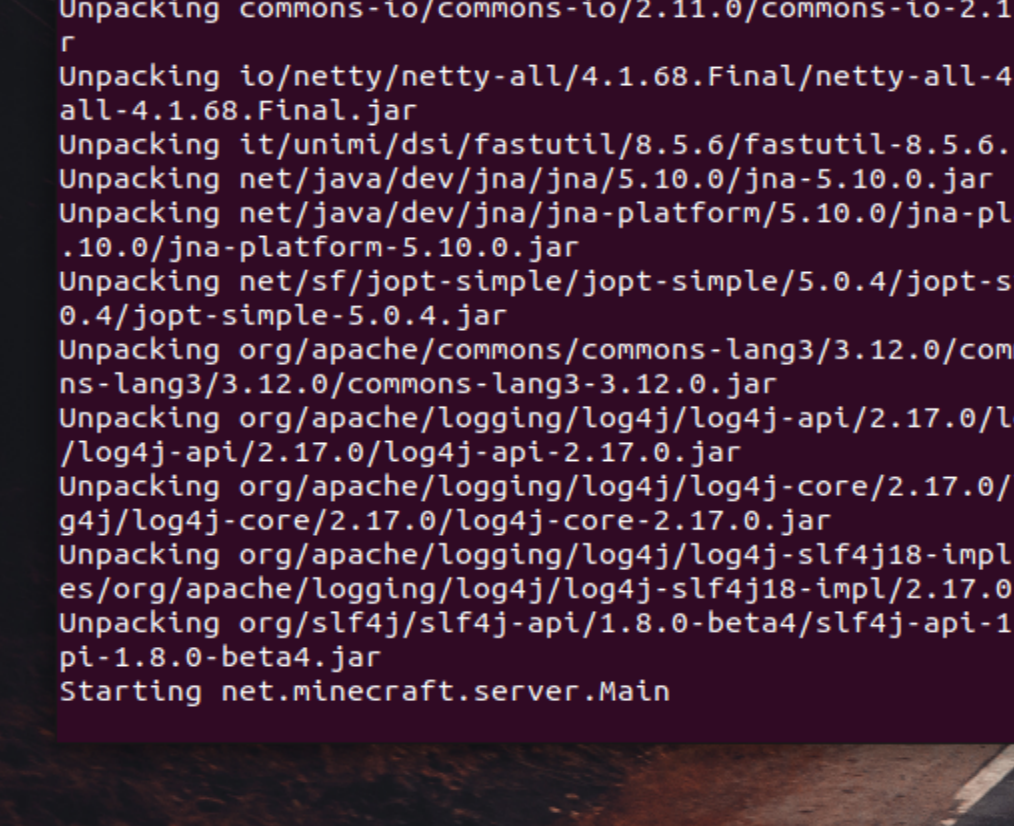 Unpacking commons-io/commons-io/2.11.0/commons-io-2.1
r
Unpacking io/netty/netty-all/4.1.68.Final/netty-all-4
all-4.1.68.Final.jar
Unpacking it/unimi/dsi/fastutil/8.5.6/fastutil-8.5.6.
Unpacking net/java/dev/jna/jna/5.10.0/jna-5.10.0.jar
Unpacking net/java/dev/jna/jna-platform/5.10.0/jna-pl
.10.0/jna-platform-5.10.0.jar
Unpacking net/sf/jopt-simple/jopt-simple/5.0.4/jopt-s
0.4/jopt-simple-5.0.4.jar
Unpacking org/apache/commons/commons-lang3/3.12.0/com
ns-lang3/3.12.0/commons-lang3-3.12.0.jar
Unpacking org/apache/logging/log4j/log4j-api/2.17.0/l
/log4j-api/2.17.0/log4j-api-2.17.0.jar
Unpacking org/apache/logging/log4j/log4j-core/2.17.0/
g4j/log4j-core/2.17.0/log4j-core-2.17.0.jar
Unpacking org/apache/logging/log4j/log4j-slf4j18-impl
es/org/apache/logging/log4j/log4j-slf4j18-impl/2.17.0
Unpacking org/slf4j/slf4j-api/1.8.0-beta4/slf4j-api-1
pi-1.8.0-beta4.jar
Starting net.minecraft.server.Main